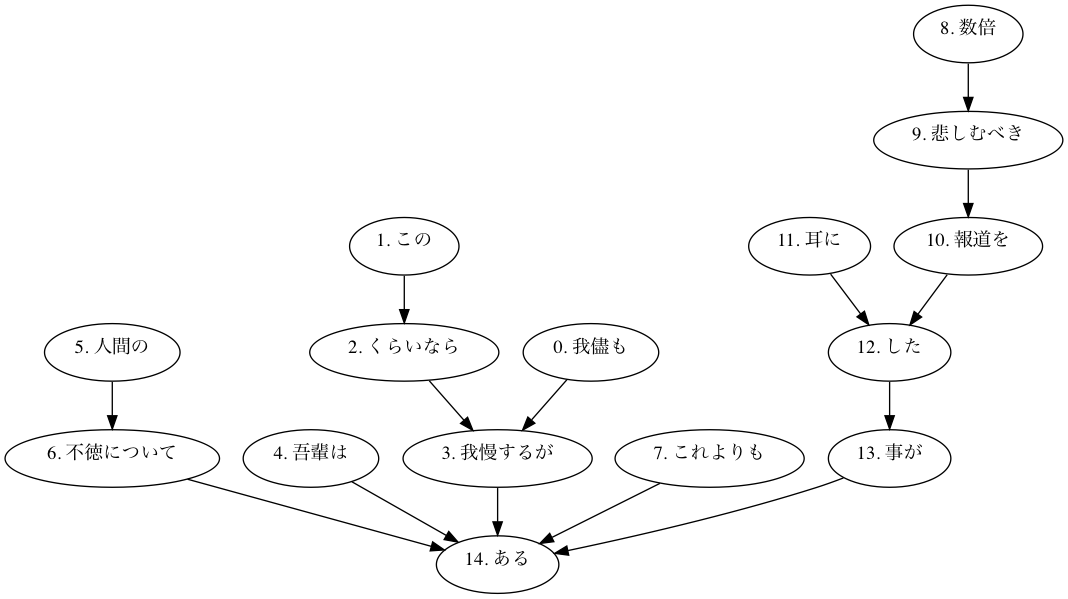 8. 数倍
9. 悲しむべき
1. この
11. 耳に
10. 報道を
5. 人間の
2. くらいなら
0. 我儘も
12. した
6. 不徳について
4. 吾輩は
3. 我慢するが
7. これよりも
13. 事が
14. ある